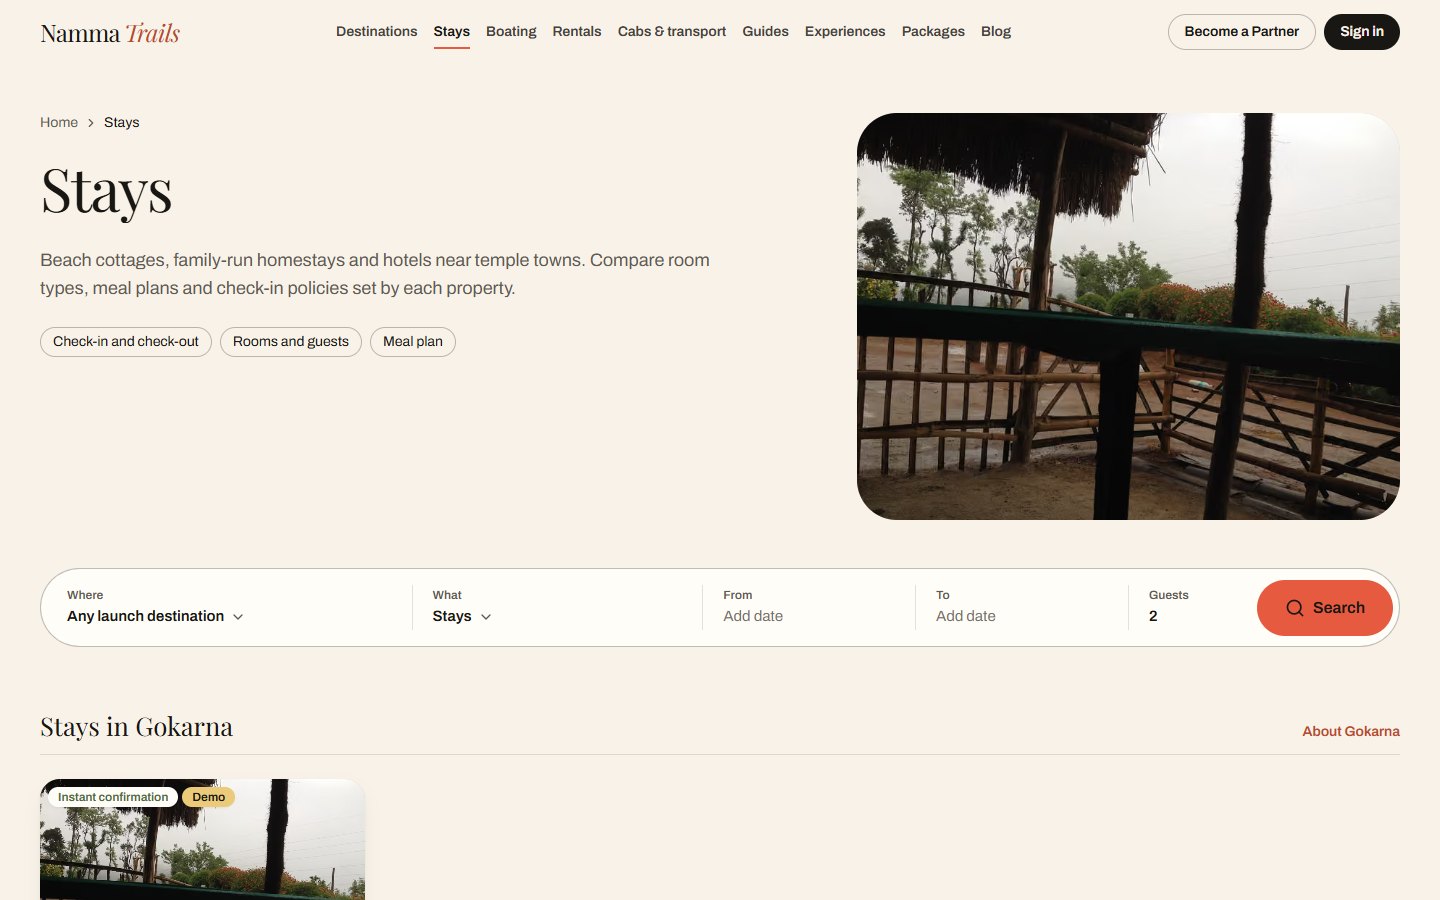 Namma Trails
Destinations
Stays
Boating
Rentals
Cabs & transport
Guides
Experiences
Packages
Blog
Become a Partner
Sign in
Home > Stays
Stays
Beach cottages, family-run homestays and hotels near temple towns. Compare room
types, meal plans and check-in policies set by each property.
Check-in and check-out
Rooms and guests
Meal plan
Where
Any launch destination
What
Stays
From
Add date
To
Add date
Guests
2
Search
Stays in Gokarna
About Gokarna
Instant confirmation
Demo